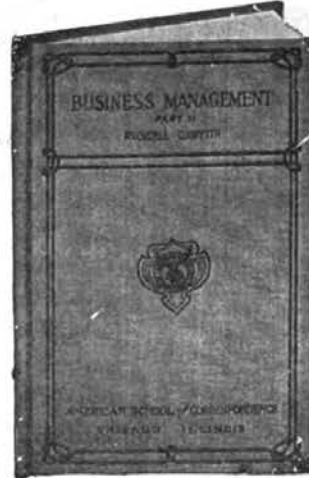 BUSINESS MANAGEMENT
PART II
RUSSELL GRIFFITH
AMERICAN SCHOOL of CORRESPONDENCE
CHICAGO ILLINOIS